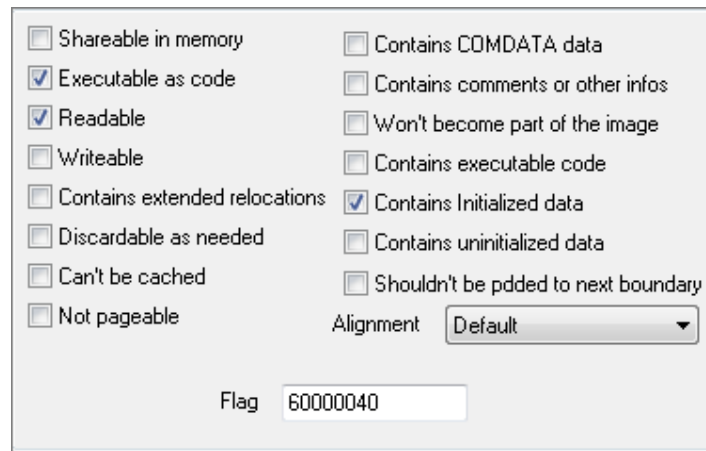 Shareable in memory
Executable as code
Readable
Writeable
Contains extended relocations
Discardable as needed
Can't be cached
Not pageable
Contains COMDATA data
Contains comments or other infos
Won't become part of the image
Contains executable code
Contains Initialized data
Contains uninitialized data
Shouldn't be pdded to next boundary
Alignment Default
Flag 60000040